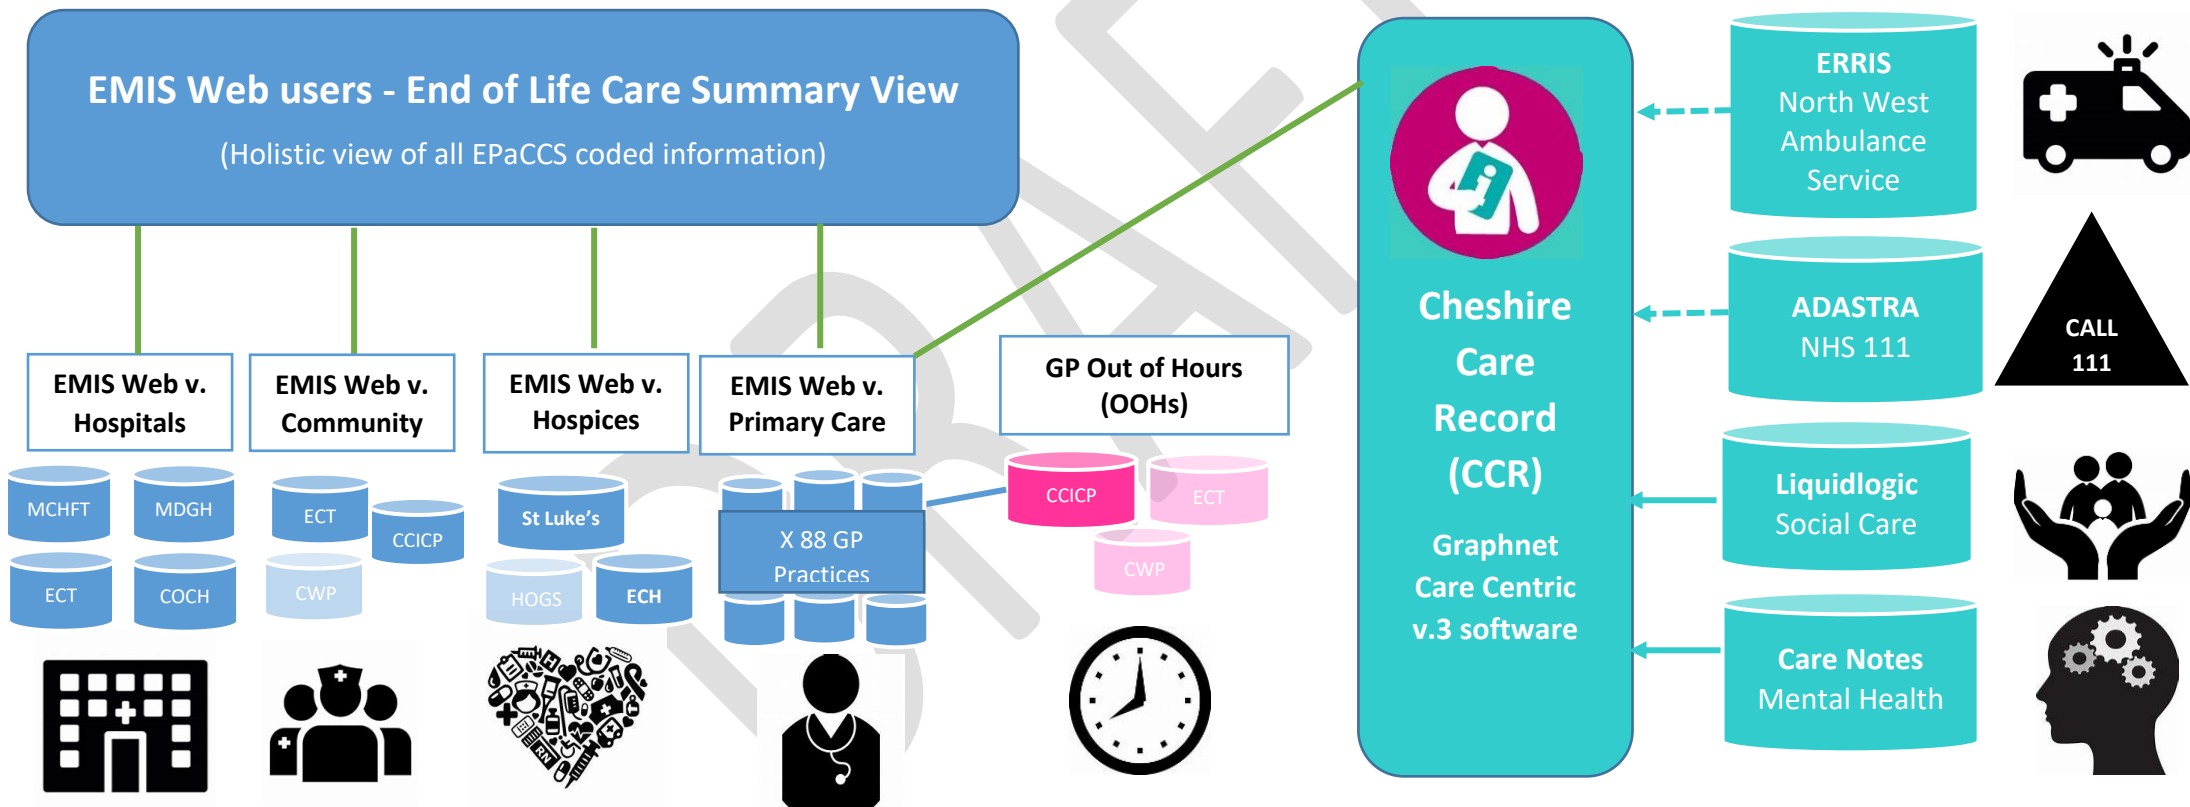 EMIS Web users - End of Life Care Summary View
(Holistic view of all EPaCCS coded information)
EMIS Web v.
Hospitals
MCHFT
MDGH
ECT
COCH
EMIS Web v.
Community
ECT
CCICP
CWP
EMIS Web v.
Hospices
St Luke's
HOGS
ECH
RN
EMIS Web v.
Primary Care
X 88 GP
Practices
GP Out of Hours
(OOHs)
CCICP
ECT
CWP
i
Cheshire
Care
Record
(CCR)
Graphnet
Care Centric
v.3 software
ERRIS
North West
Ambulance
Service
ADASTRA
NHS 111
CALL
111
Liquidlogic
Social Care
Care Notes
Mental Health
DRAFT